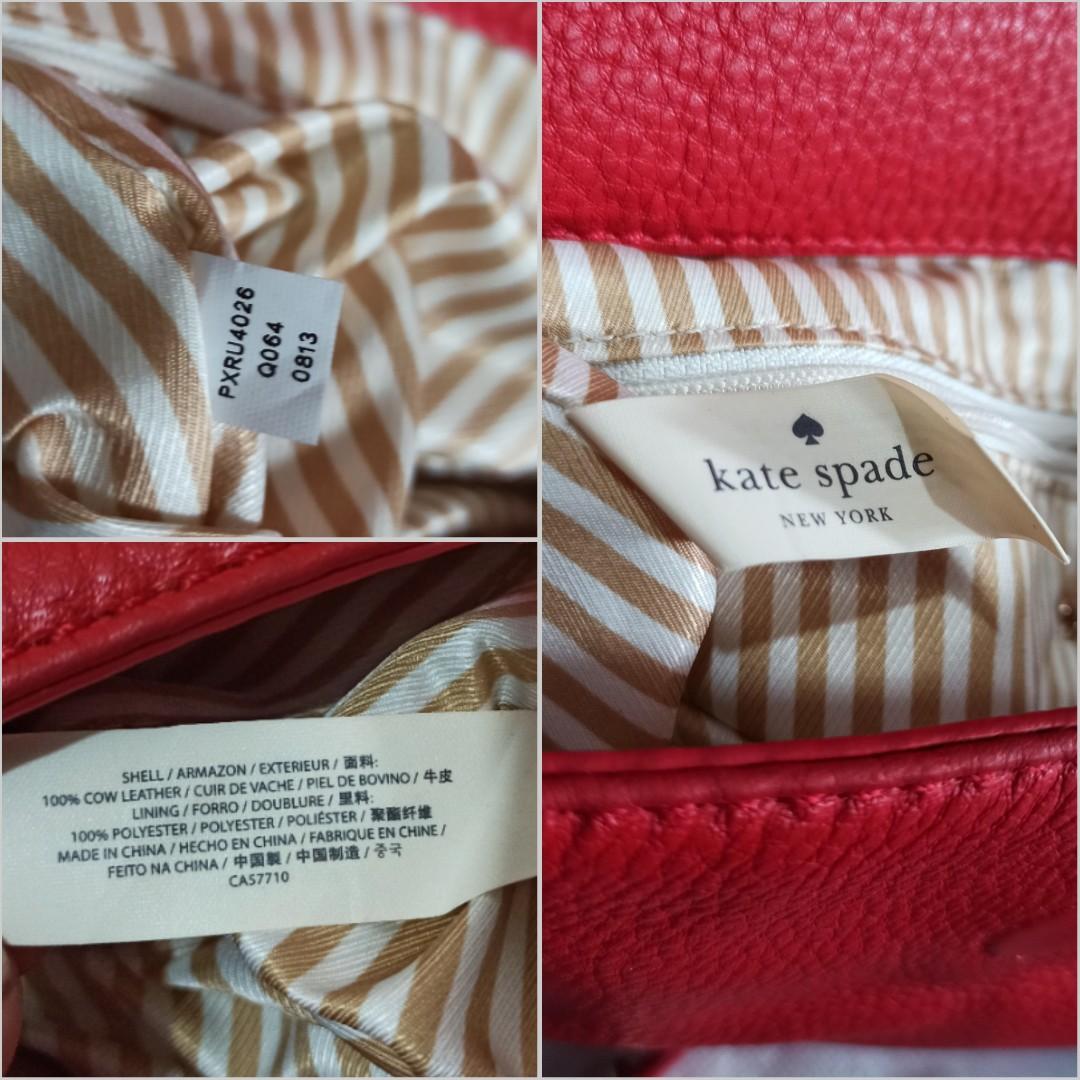 PXRU4026
Q064
0813
kate spade
NEW YORK
SHELL / ARMAZON / EXTERIEUR / 面料:
100% COW LEATHER / CUIR DE VACHE / PIEL DE BOVINO / 牛皮
LINING / FORRO / DOUBLURE / 里料:
100% POLYESTER / POLYESTER / POLIÉSTER / 聚酯纤维
MADE IN CHINA / HECHO EN CHINA / FABRIQUE EN CHINE /
FEITO NA CHINA / 中国製 / 中国制造 / 중국
CA57710